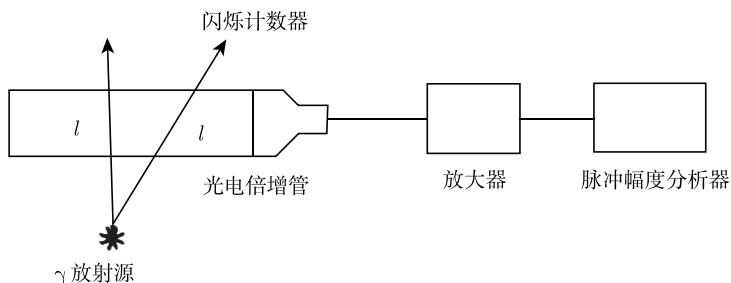 闪烁计数器
l
l
光电倍增管
放大器
脉冲幅度分析器
γ 放射源